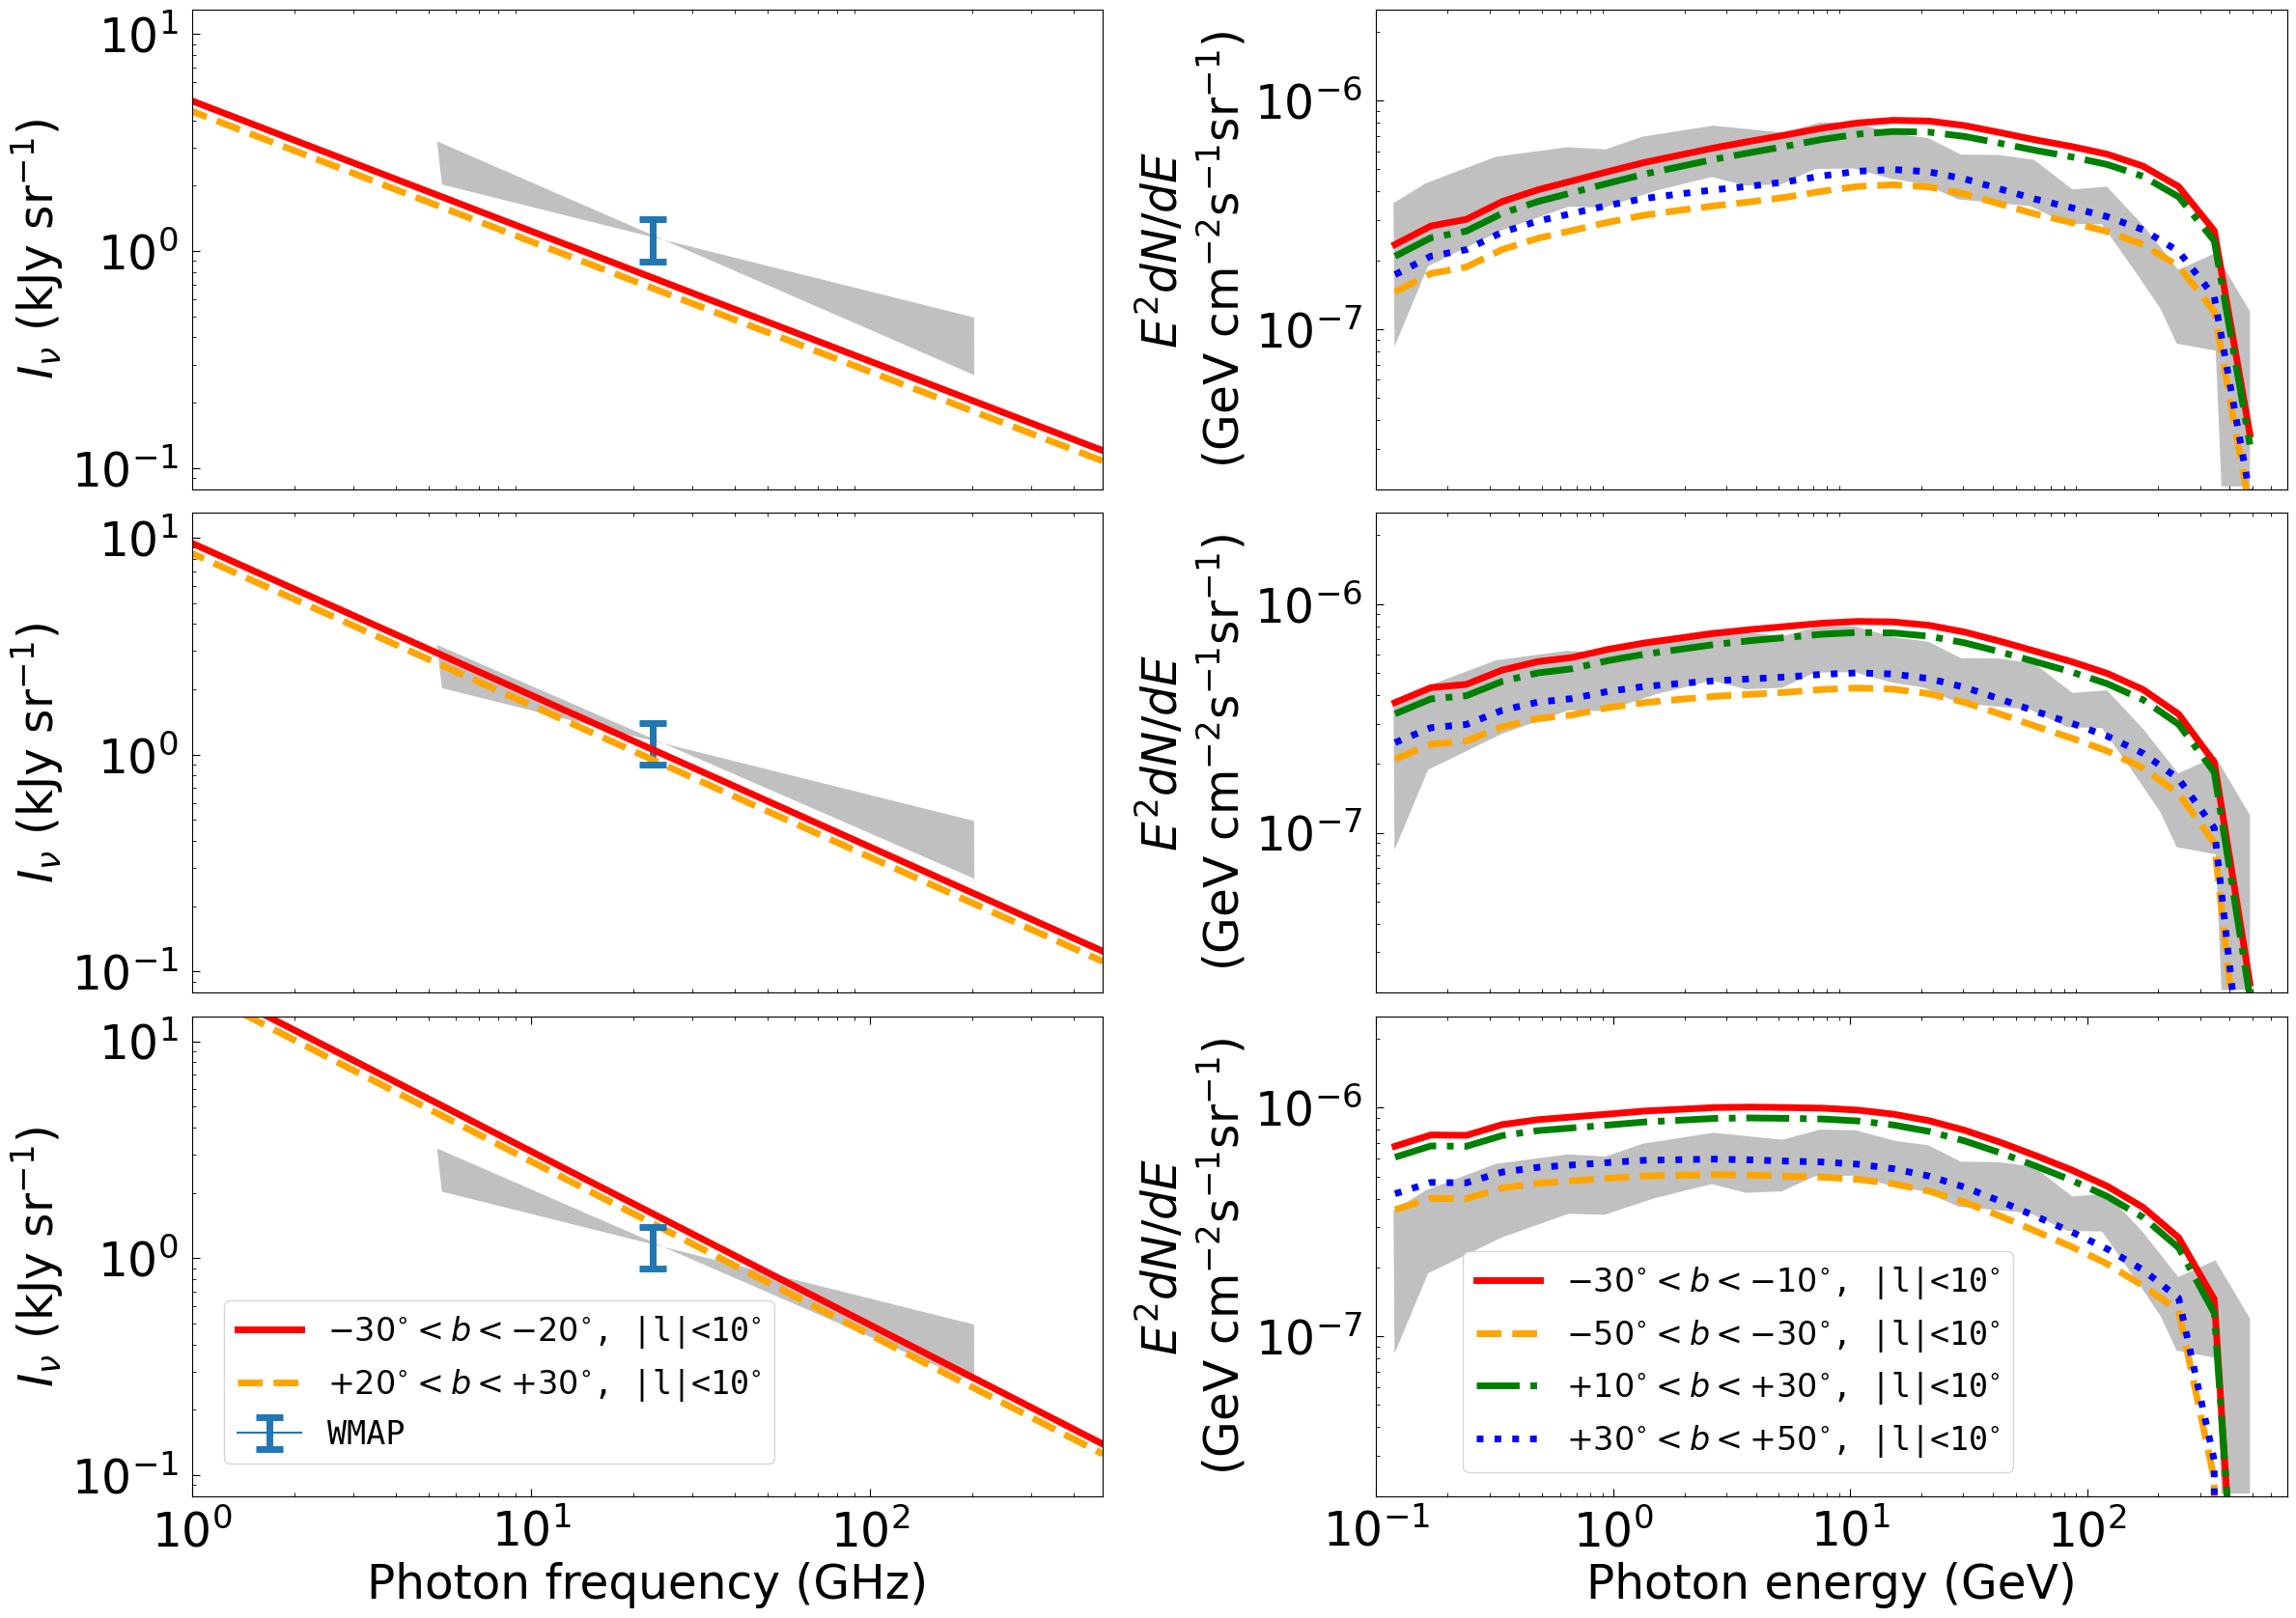 10¹
10⁰
10⁻¹
I_ν (kJy sr⁻¹)
10⁻⁶
10⁻⁷
E²dN/dE
(GeV cm⁻²s⁻¹sr⁻¹)
10¹
10⁰
10⁻¹
I_ν (kJy sr⁻¹)
10⁻⁶
10⁻⁷
E²dN/dE
(GeV cm⁻²s⁻¹sr⁻¹)
10¹
10⁰
10⁻¹
I_ν (kJy sr⁻¹)
−30°<b<−20°, |l|<10°
+20°<b<+30°, |l|<10°
WMAP
10⁰ 10¹ 10²
Photon frequency (GHz)
10⁻⁶
10⁻⁷
E²dN/dE
(GeV cm⁻²s⁻¹sr⁻¹)
−30°<b<−10°, |l|<10°
−50°<b<−30°, |l|<10°
+10°<b<+30°, |l|<10°
+30°<b<+50°, |l|<10°
10⁻¹ 10⁰ 10¹ 10²
Photon energy (GeV)